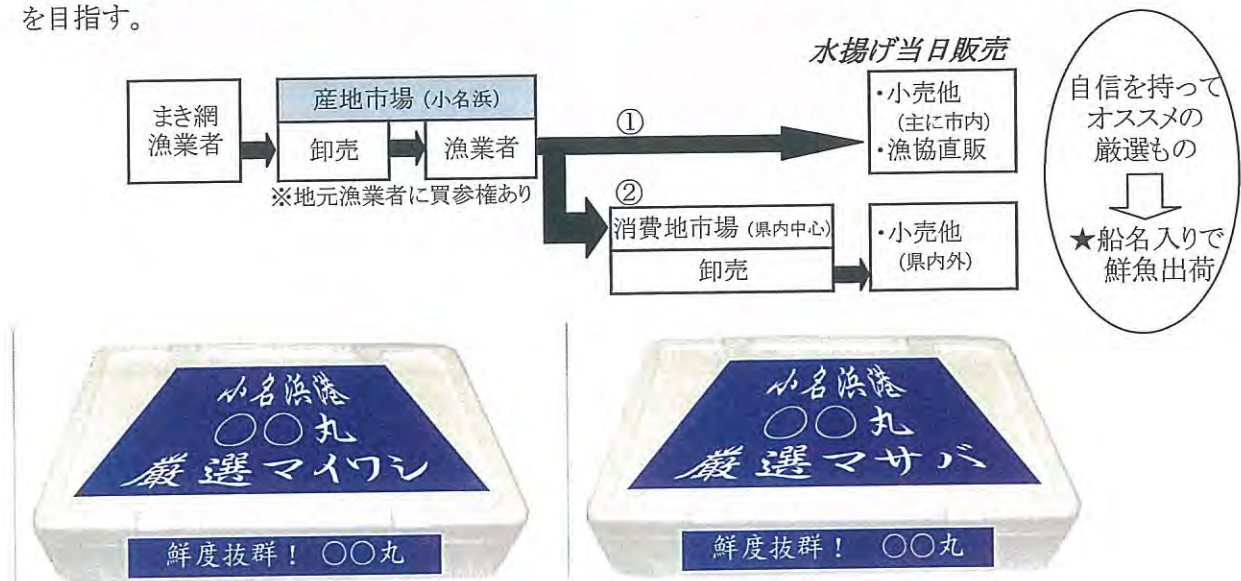 を目指す。
水揚げ当日販売
まき網
漁業者
産地市場（小名浜）
卸売
漁業者
※地元漁業者に買参権あり
①
・小売他
（主に市内）
・漁協直販
②
消費地市場（県内中心）
卸売
・小売他
（県内外）
自信を持って
オススメの
厳選もの
★船名入りで
鮮魚出荷
小名浜港
○○丸
厳選マイワシ
鮮度抜群！ ○○丸
小名浜港
○○丸
厳選マサバ
鮮度抜群！ ○○丸